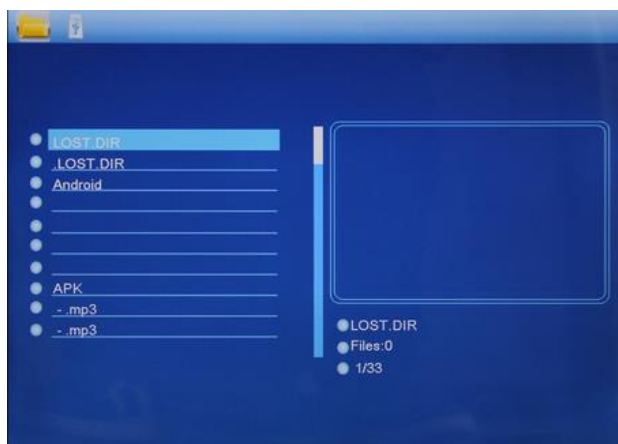 LOST.DIR
.LOST.DIR
Android
APK
- .mp3
- .mp3
LOST.DIR
Files:0
1/33